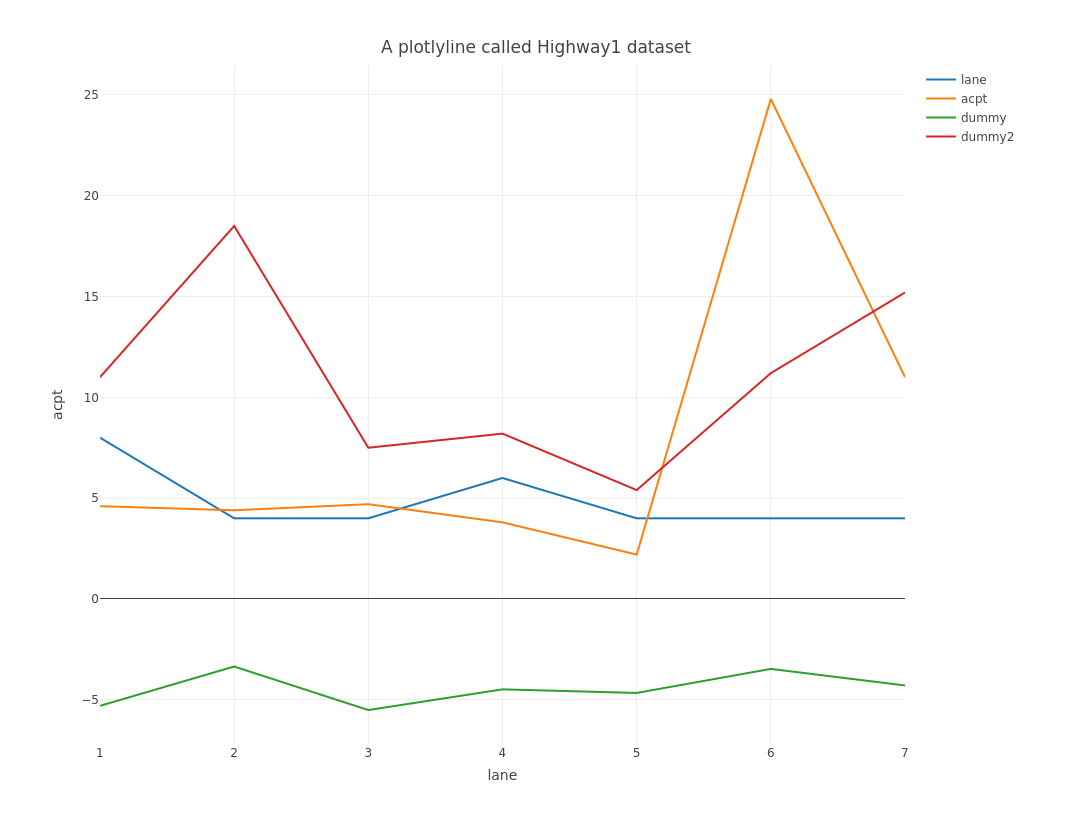 A plotlyline called Highway1 dataset
lane
acpt
dummy
dummy2
25
20
15
10
5
0
−5
acpt
1 2 3 4 5 6 7
lane